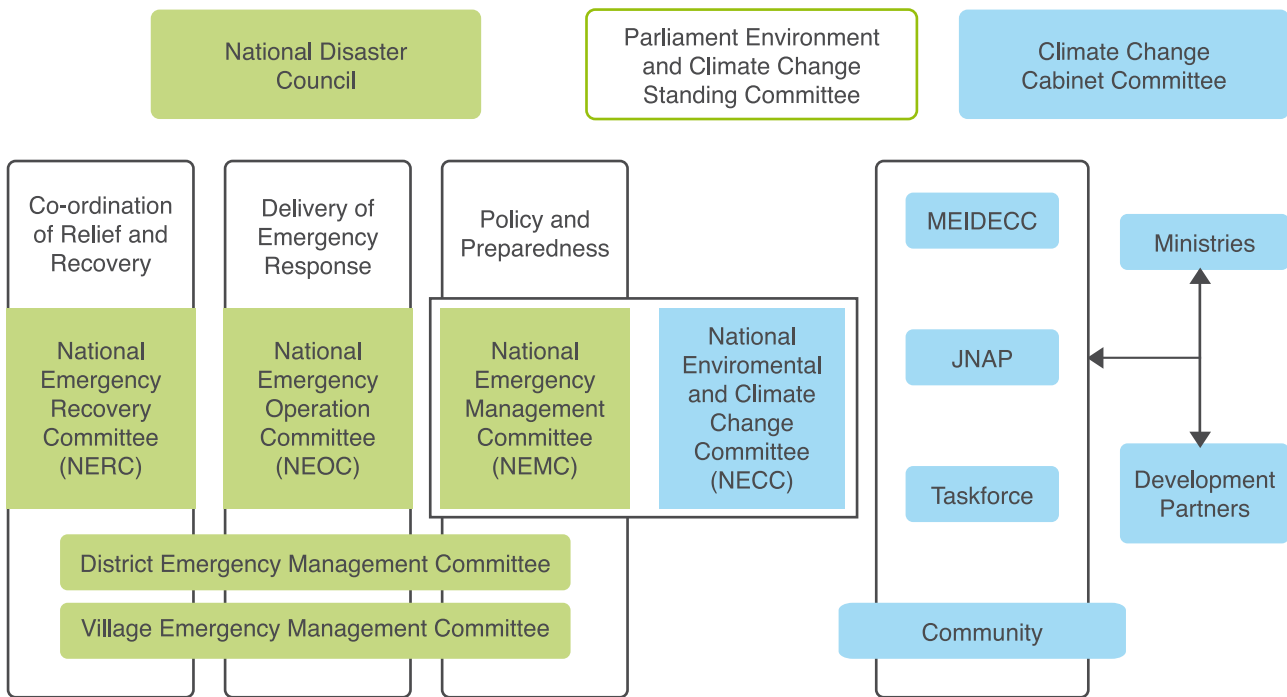 National Disaster
Council
Parliament Environment
and Climate Change
Standing Committee
Climate Change
Cabinet Committee
Co-ordination
of Relief and
Recovery
Delivery of
Emergency
Response
Policy and
Preparedness
MEIDECC
Ministries
National
Emergency
Recovery
Committee
(NERC)
National
Emergency
Operation
Committee
(NEOC)
National
Emergency
Management
Committee
(NEMC)
National
Enviromental
and Climate
Change
Committee
(NECC)
JNAP
Taskforce
Development
Partners
District Emergency Management Committee
Village Emergency Management Committee
Community